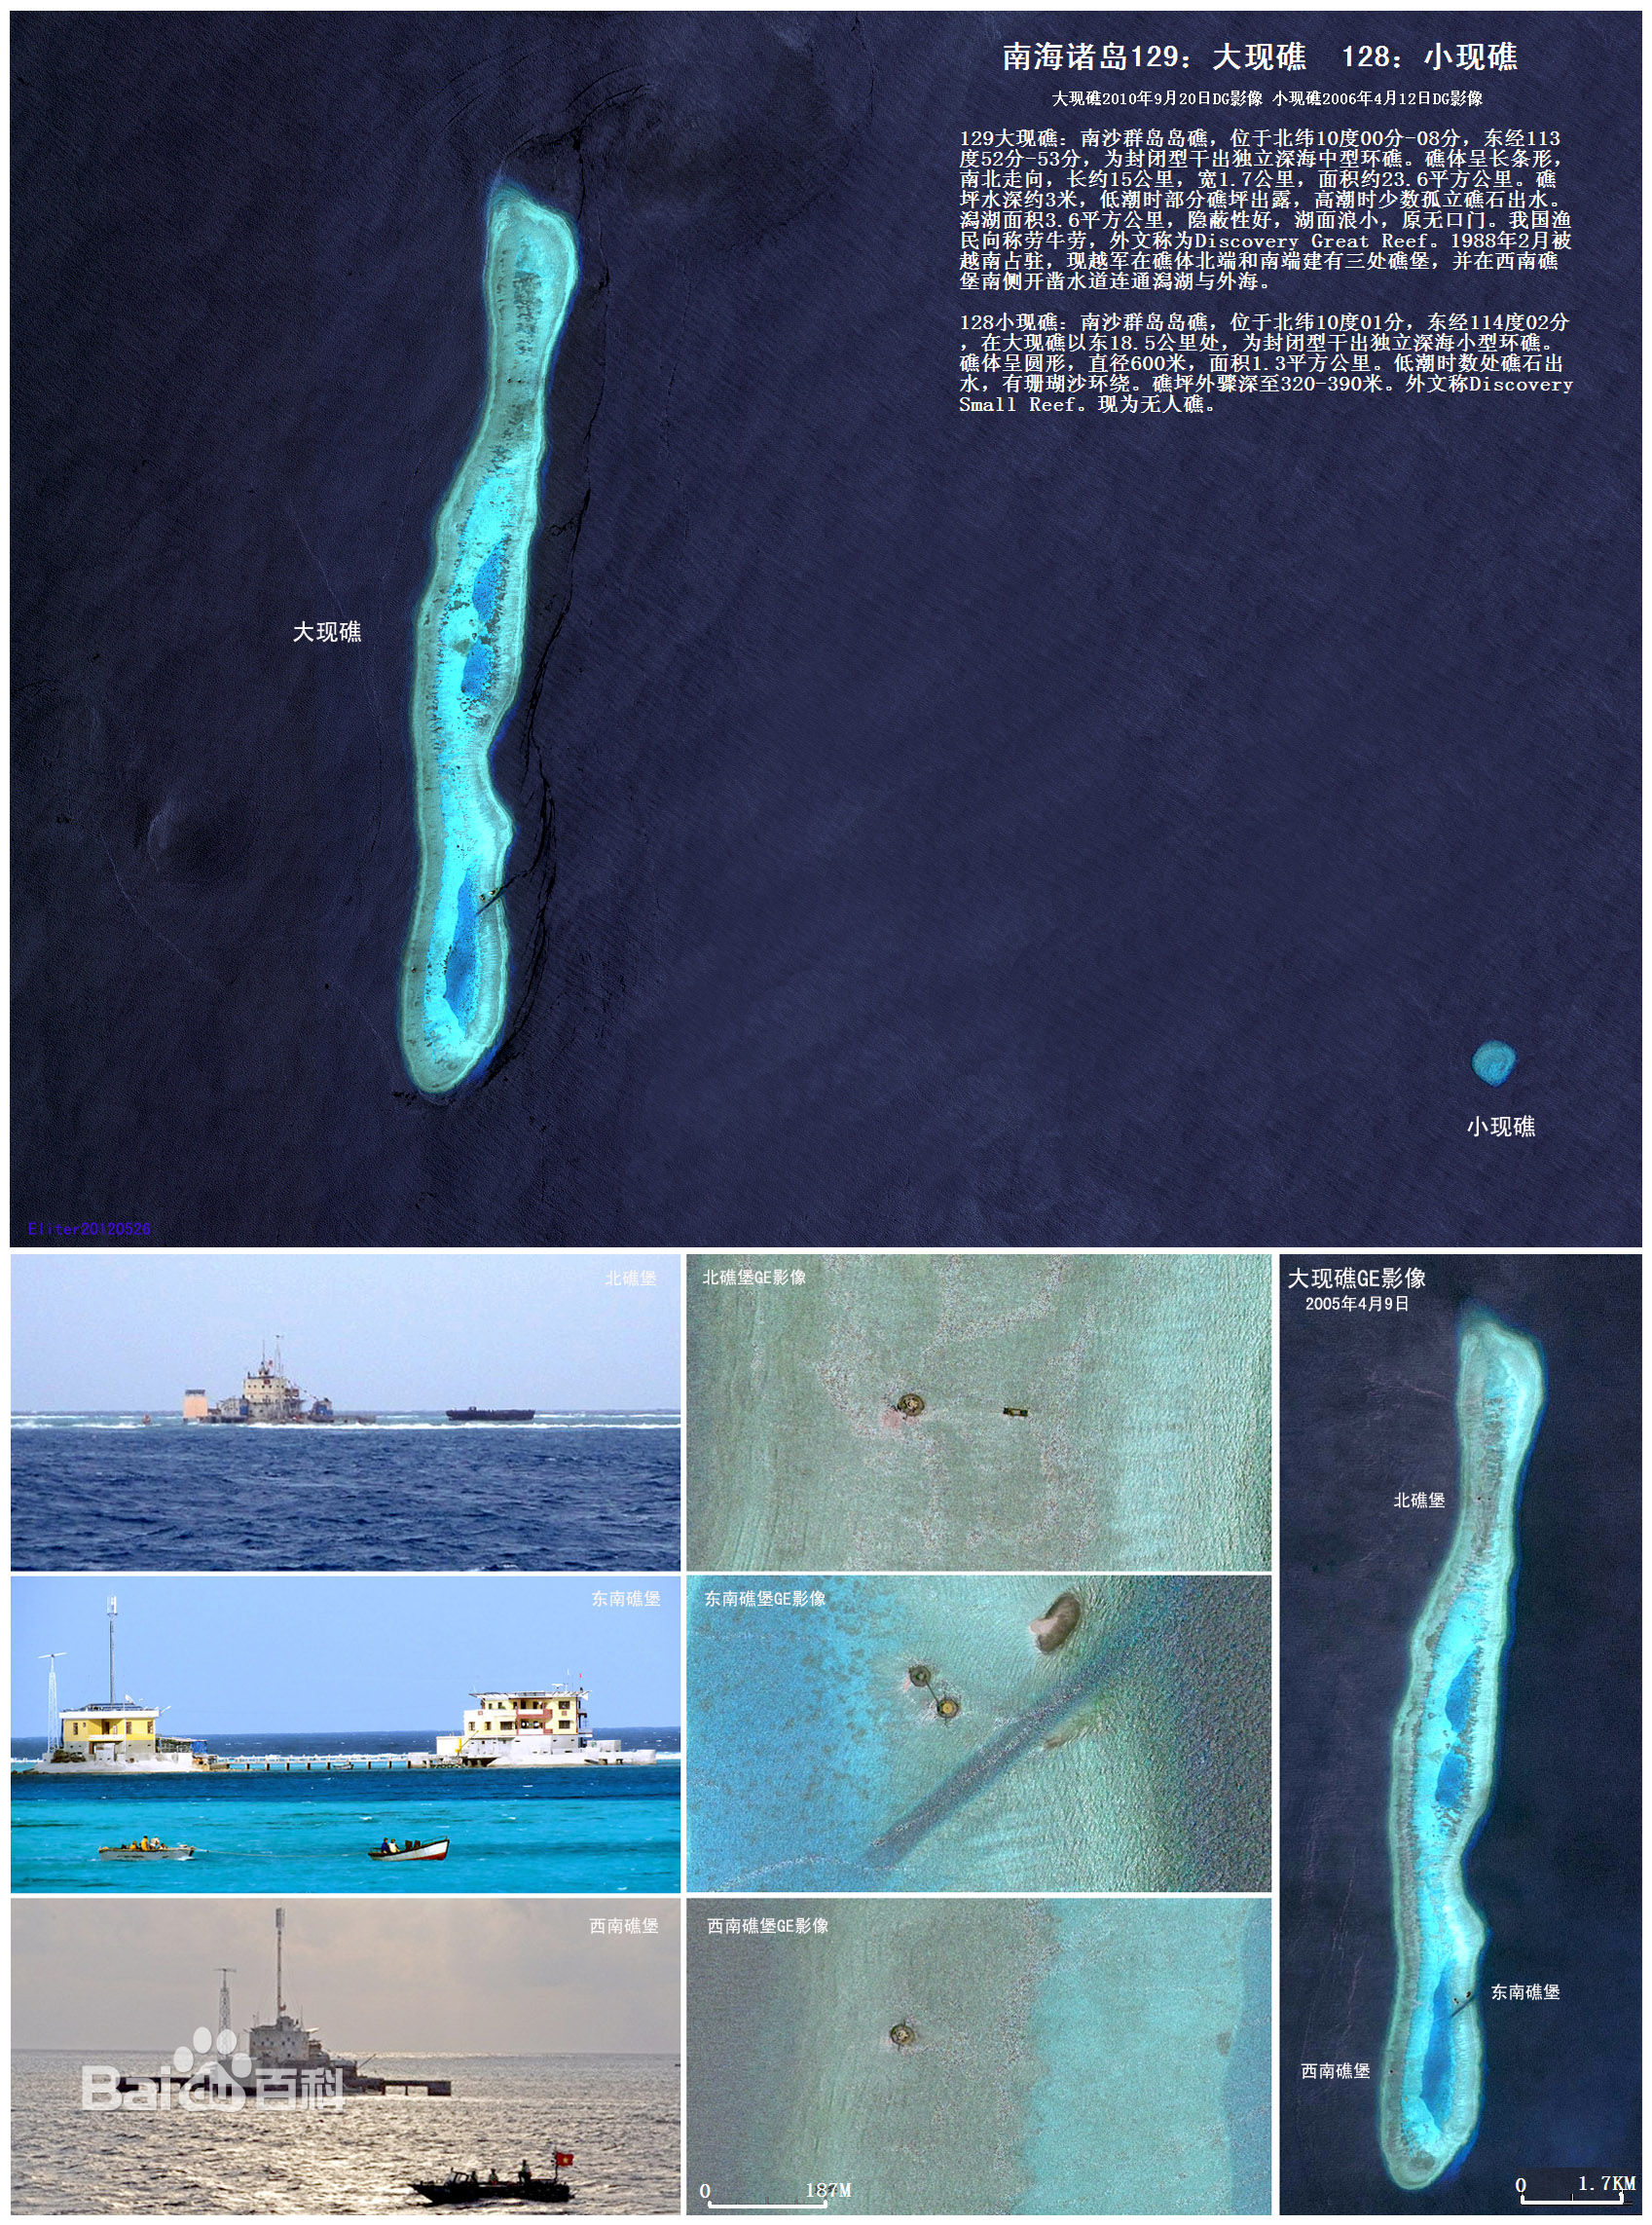 南海诸岛129：大现礁　128：小现礁
大现礁2010年9月20日DG影像 小现礁2006年4月12日DG影像
129大现礁：南沙群岛岛礁，位于北纬10度00分-08分，东经113
度52分-53分，为封闭型干出独立深海中型环礁。礁体呈长条形，
南北走向，长约15公里，宽1.7公里，面积约23.6平方公里。礁
坪水深约3米，低潮时部分礁坪出露，高潮时少数孤立礁石出水。
潟湖面积3.6平方公里，隐蔽性好，湖面浪小，原无口门。我国渔
民向称劳牛劳，外文称为Discovery Great Reef。1988年2月被
越南占驻，现越军在礁体北端和南端建有三处礁堡，并在西南礁
堡南侧开凿水道连通潟湖与外海。
128小现礁：南沙群岛岛礁，位于北纬10度01分，东经114度02分
，在大现礁以东18.5公里处，为封闭型干出独立深海小型环礁。
礁体呈圆形，直径600米，面积1.3平方公里。低潮时数处礁石出
水，有珊瑚沙环绕。礁坪外骤深至320-390米。外文称Discovery
Small Reef。现为无人礁。
大现礁
小现礁
Eliter20120526
北礁堡
北礁堡GE影像
大现礁GE影像
2005年4月9日
北礁堡
东南礁堡
东南礁堡GE影像
西南礁堡
西南礁堡GE影像
东南礁堡
西南礁堡
Baidu百科
0 187M
0 1.7KM